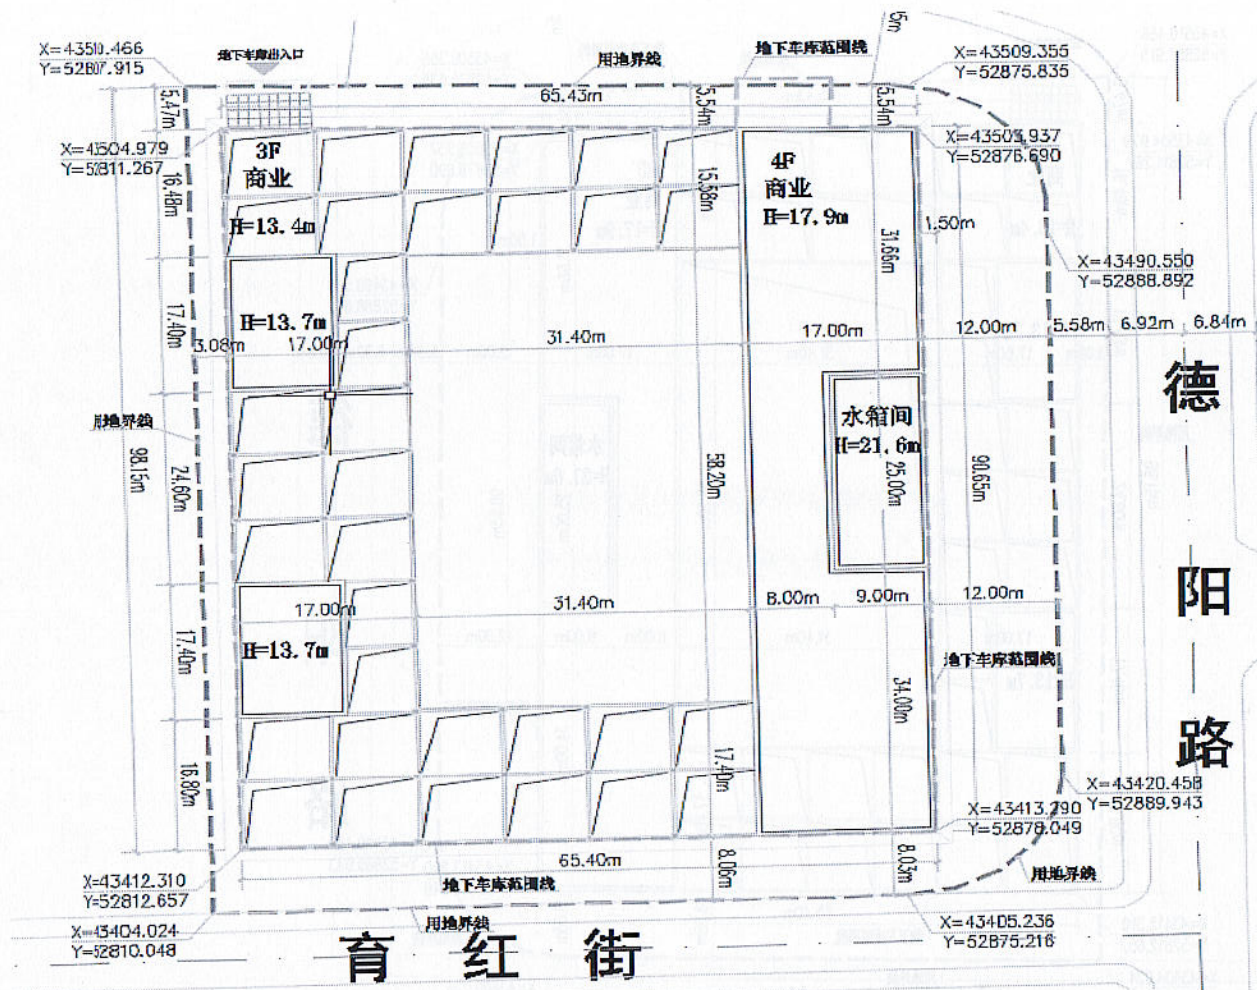 X=43510.466
Y=52807.915
地下车库出入口
用地界线
地下车库范围线
5m
X=43509.355
Y=52875.835
65.43m
5.47m
5.54m
5.54m
X=43504.979
Y=52811.267
3F
商业
H=13.4m
4F
商业
H=17.9m
X=43503.937
Y=52876.690
16.48m
15.58m
31.66m
1.50m
X=43490.550
Y=52888.892
H=13.7m
17.40m
3.08m
17.00m
31.40m
17.00m
12.00m
5.58m
6.92m
6.84m
德
阳
路
用地界线
水箱间
H=21.6m
25.00m
98.15m
24.60m
58.20m
90.65m
17.00m
31.40m
8.00m
9.00m
12.00m
H=13.7m
17.40m
地下车库范围线
34.00m
16.80m
17.40m
X=43420.458
Y=52889.943
X=43413.290
Y=52878.049
65.40m
8.06m
8.03m
用地界线
X=43412.310
Y=52812.657
地下车库范围线
用地界线
X=43404.024
Y=52810.048
X=43405.236
Y=52875.216
育红街